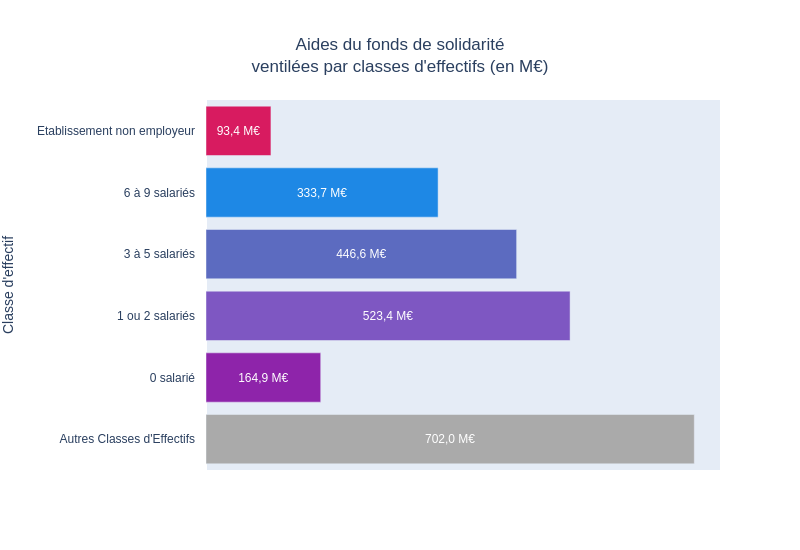 Aides du fonds de solidarité
ventilées par classes d'effectifs (en M€)
Classe d'effectif
Etablissement non employeur
93,4 M€
6 à 9 salariés
333,7 M€
3 à 5 salariés
446,6 M€
1 ou 2 salariés
523,4 M€
0 salarié
164,9 M€
Autres Classes d'Effectifs
702,0 M€